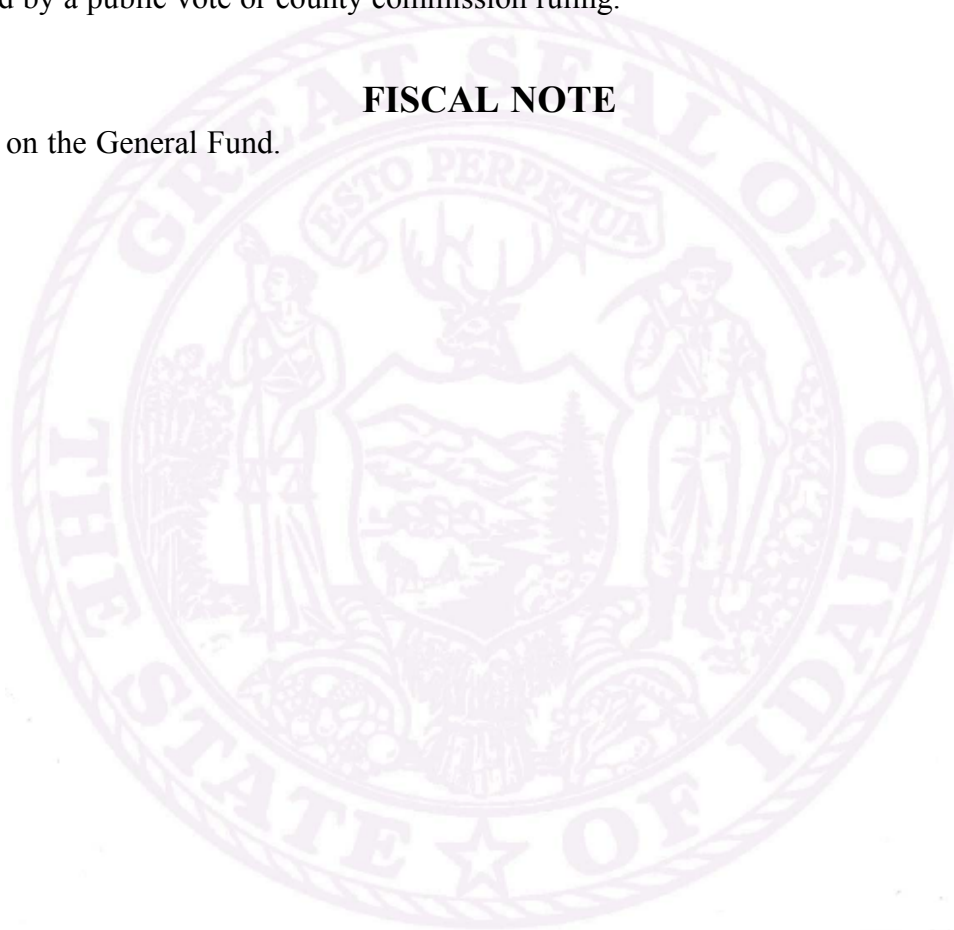 by a public vote or county commission ruling.
FISCAL NOTE
on the General Fund.
GREAT SEAL OF
ESTO PERPETUA
THE STATE OF IDAHO